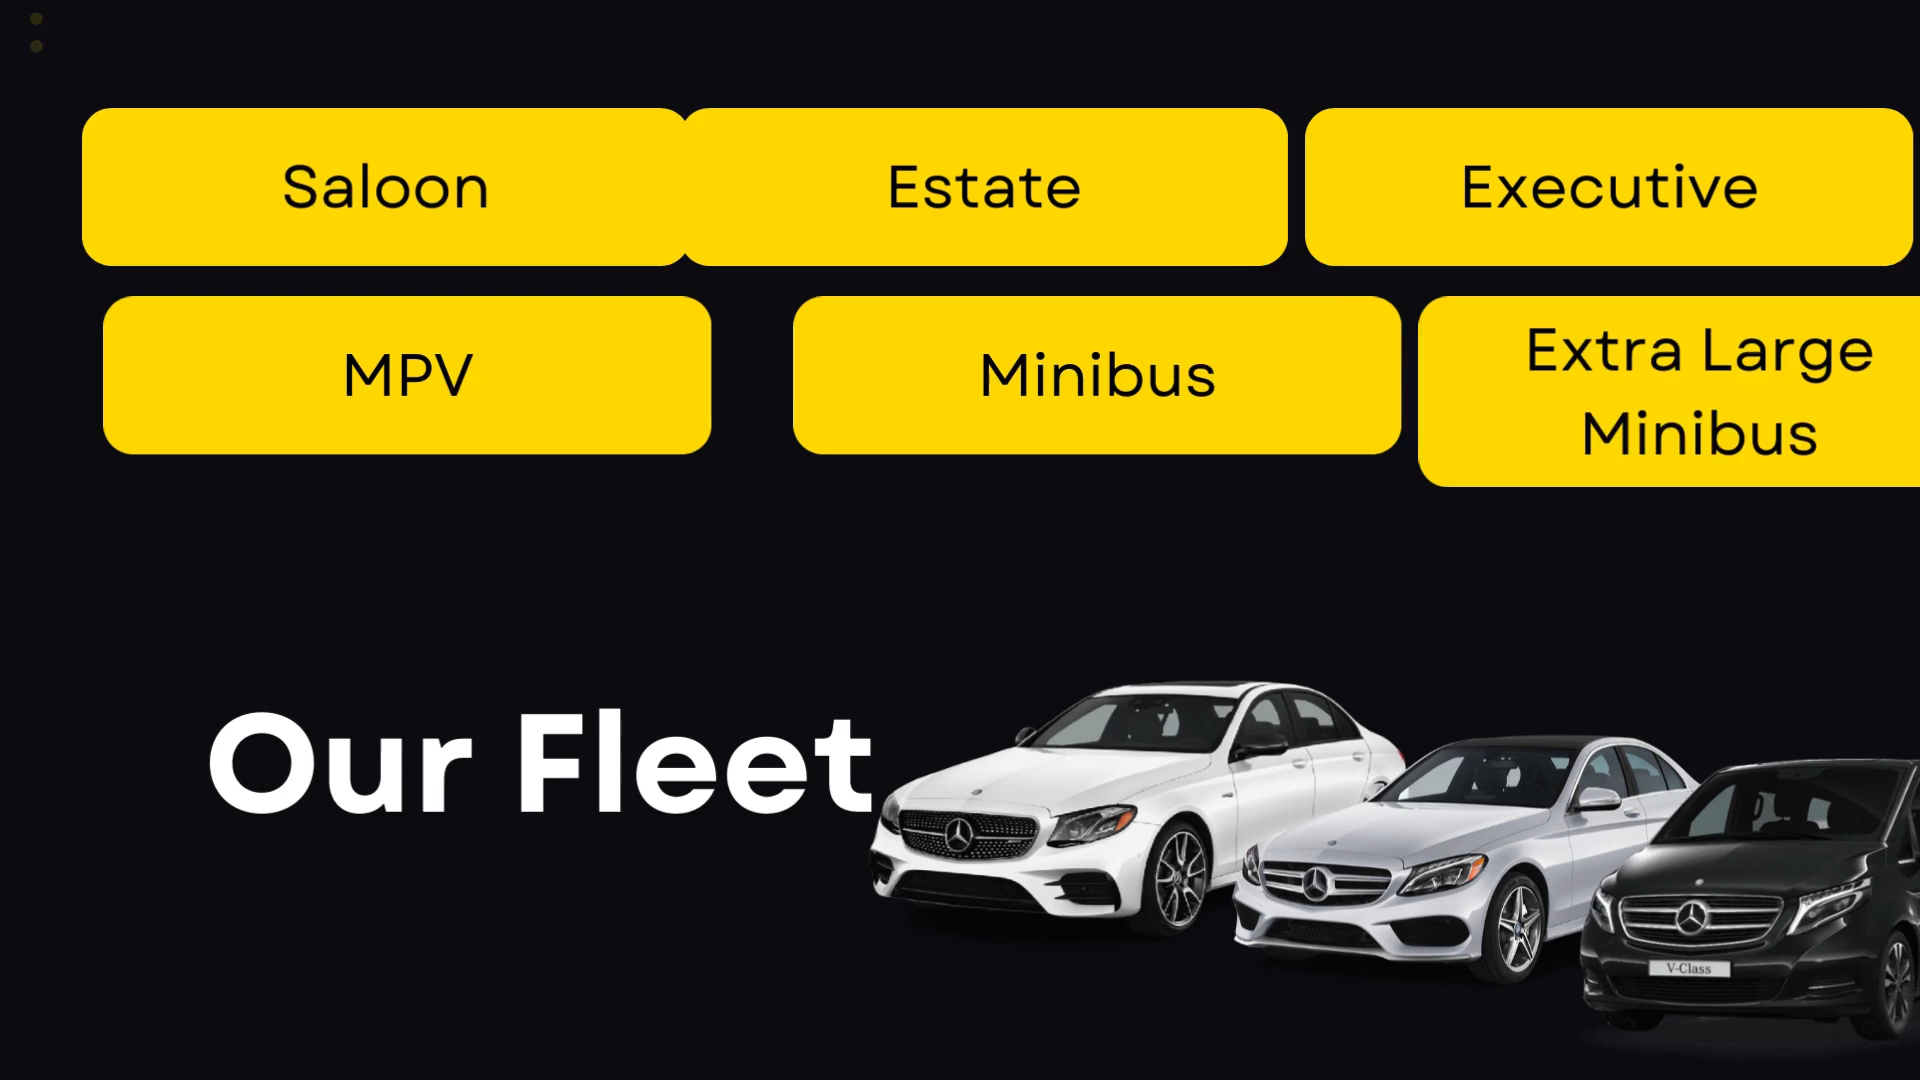 Saloon
Estate
Executive
MPV
Minibus
Extra Large
Minibus
Our Fleet
V-Class